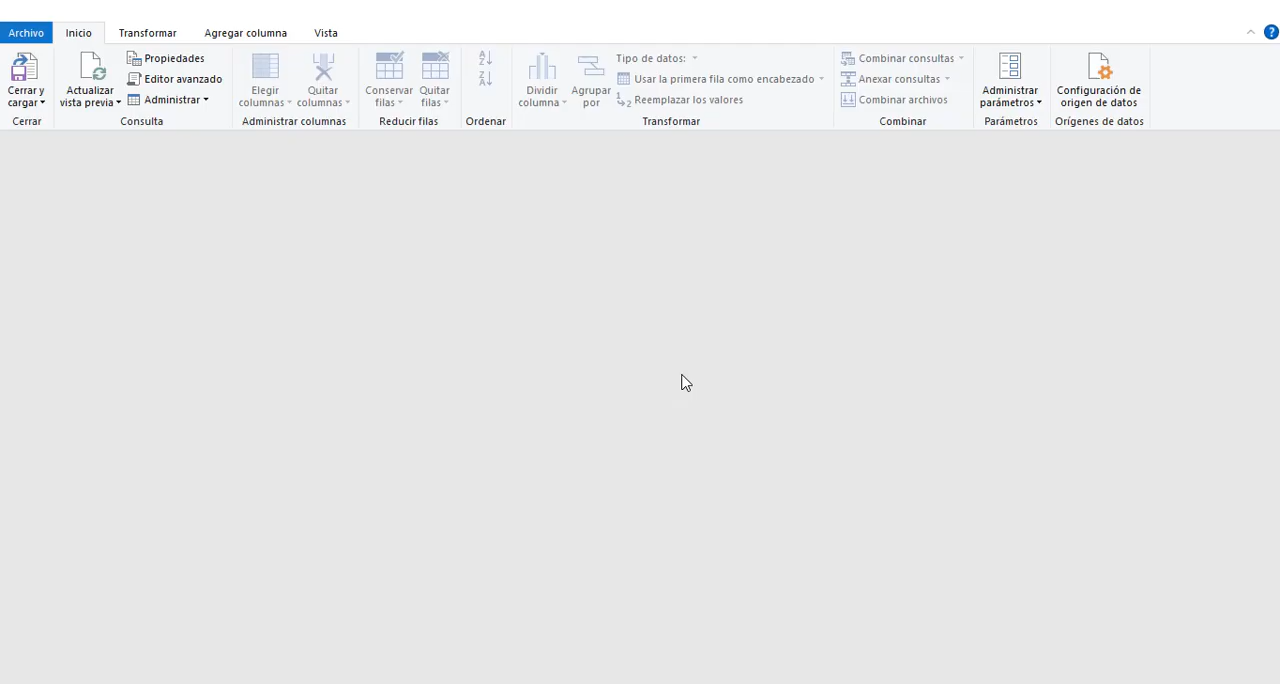 Archivo Inicio Transformar Agregar columna Vista ?
Cerrar y
cargar
Cerrar
Actualizar
vista previa
Propiedades
Editor avanzado
Administrar
Consulta
Elegir
columnas
Quitar
columnas
Administrar columnas
Conservar
filas
Quitar
filas
Reducir filas
A
Z
Z
A
Ordenar
Dividir
columna
Agrupar
por
Tipo de datos:
Usar la primera fila como encabezado
1
2
Reemplazar los valores
Transformar
Combinar consultas
Anexar consultas
Combinar archivos
Combinar
Administrar
parámetros
Parámetros
Configuración de
origen de datos
Orígenes de datos